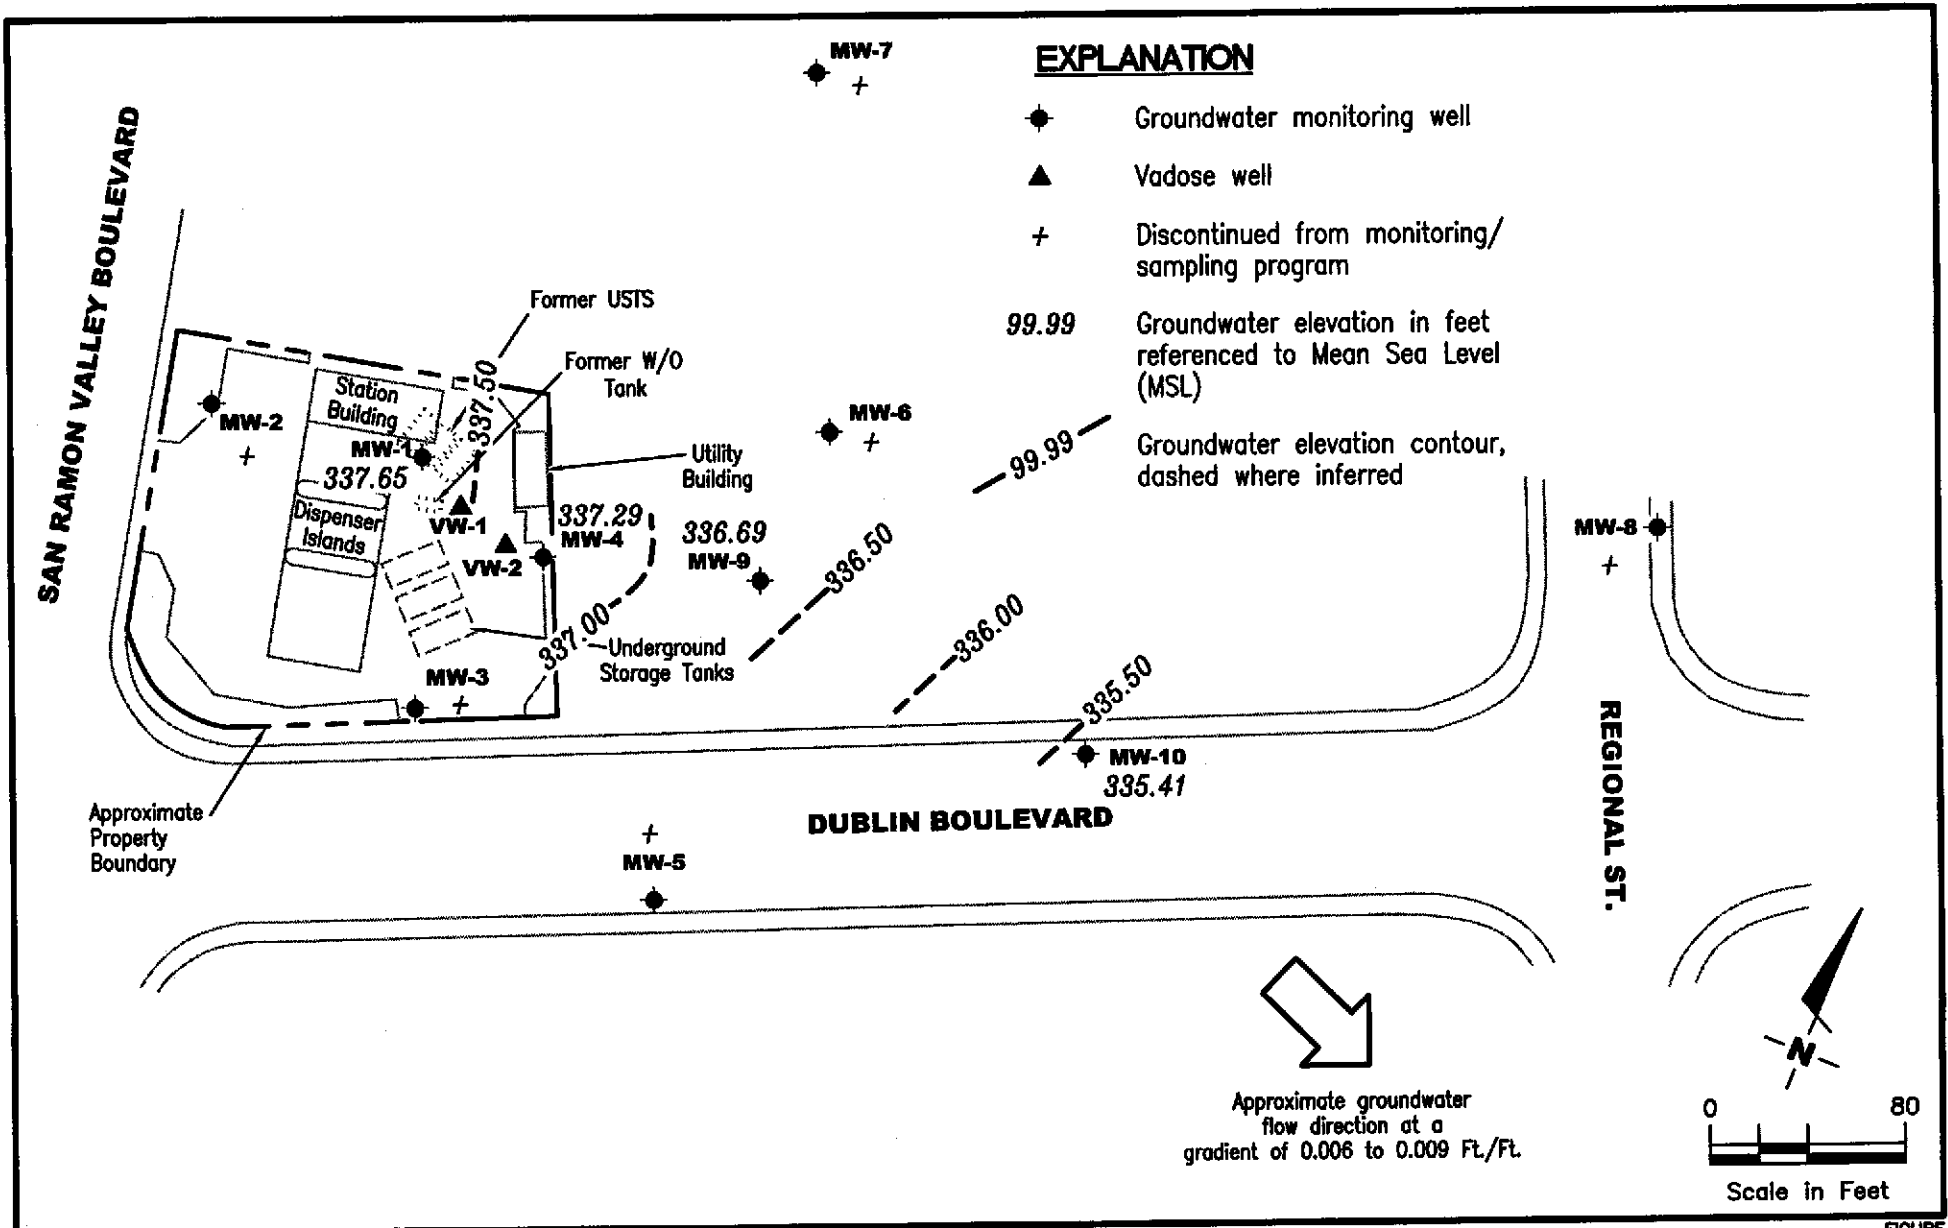 MW-7
EXPLANATION
Groundwater monitoring well
Vadose well
Discontinued from monitoring/
sampling program
99.99
Groundwater elevation in feet
referenced to Mean Sea Level
(MSL)
99.99
Groundwater elevation contour,
dashed where inferred
SAN RAMON VALLEY BOULEVARD
Former USTS
Former W/O
Tank
337.50
Station
Building
MW-2
MW-1
337.65
MW-6
Utility
Building
Dispenser
Islands
VW-1
VW-2
337.29
MW-4
336.69
MW-9
336.50
MW-8
337.00
336.00
Underground
Storage Tanks
MW-3
335.50
MW-10
335.41
REGIONAL ST.
Approximate
Property
Boundary
DUBLIN BOULEVARD
MW-5
Approximate groundwater
flow direction at a
gradient of 0.006 to 0.009 Ft./Ft.
N
0 80
Scale in Feet
FIGURE